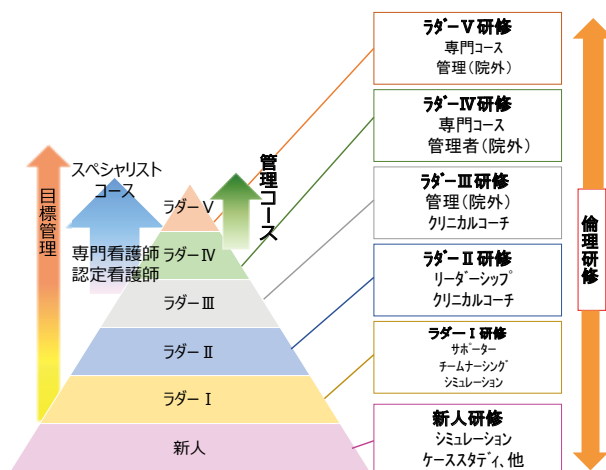 目標管理
スペシャリスト
コース
専門看護師
認定看護師
管理コース
ラダーⅤ
ラダーⅣ
ラダーⅢ
ラダーⅡ
ラダーⅠ
新人
ラダーⅤ研修
専門コース
管理(院外)
ラダーⅣ研修
専門コース
管理者(院外)
ラダーⅢ研修
管理(院外)
クリニカルコーチ
ラダーⅡ研修
リーダーシップ
クリニカルコーチ
ラダーⅠ研修
サポーター
チームナーシング
シミュレーション
新人研修
シミュレーション
ケーススタディ、他
倫理研修